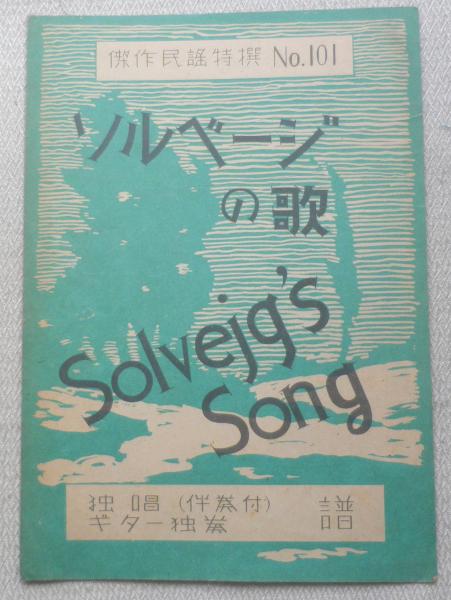 傑作民謡特撰 No.101
ソルベージ
の歌
Solvejg's
Song
独唱 (伴奏付)
ギター独奏 譜